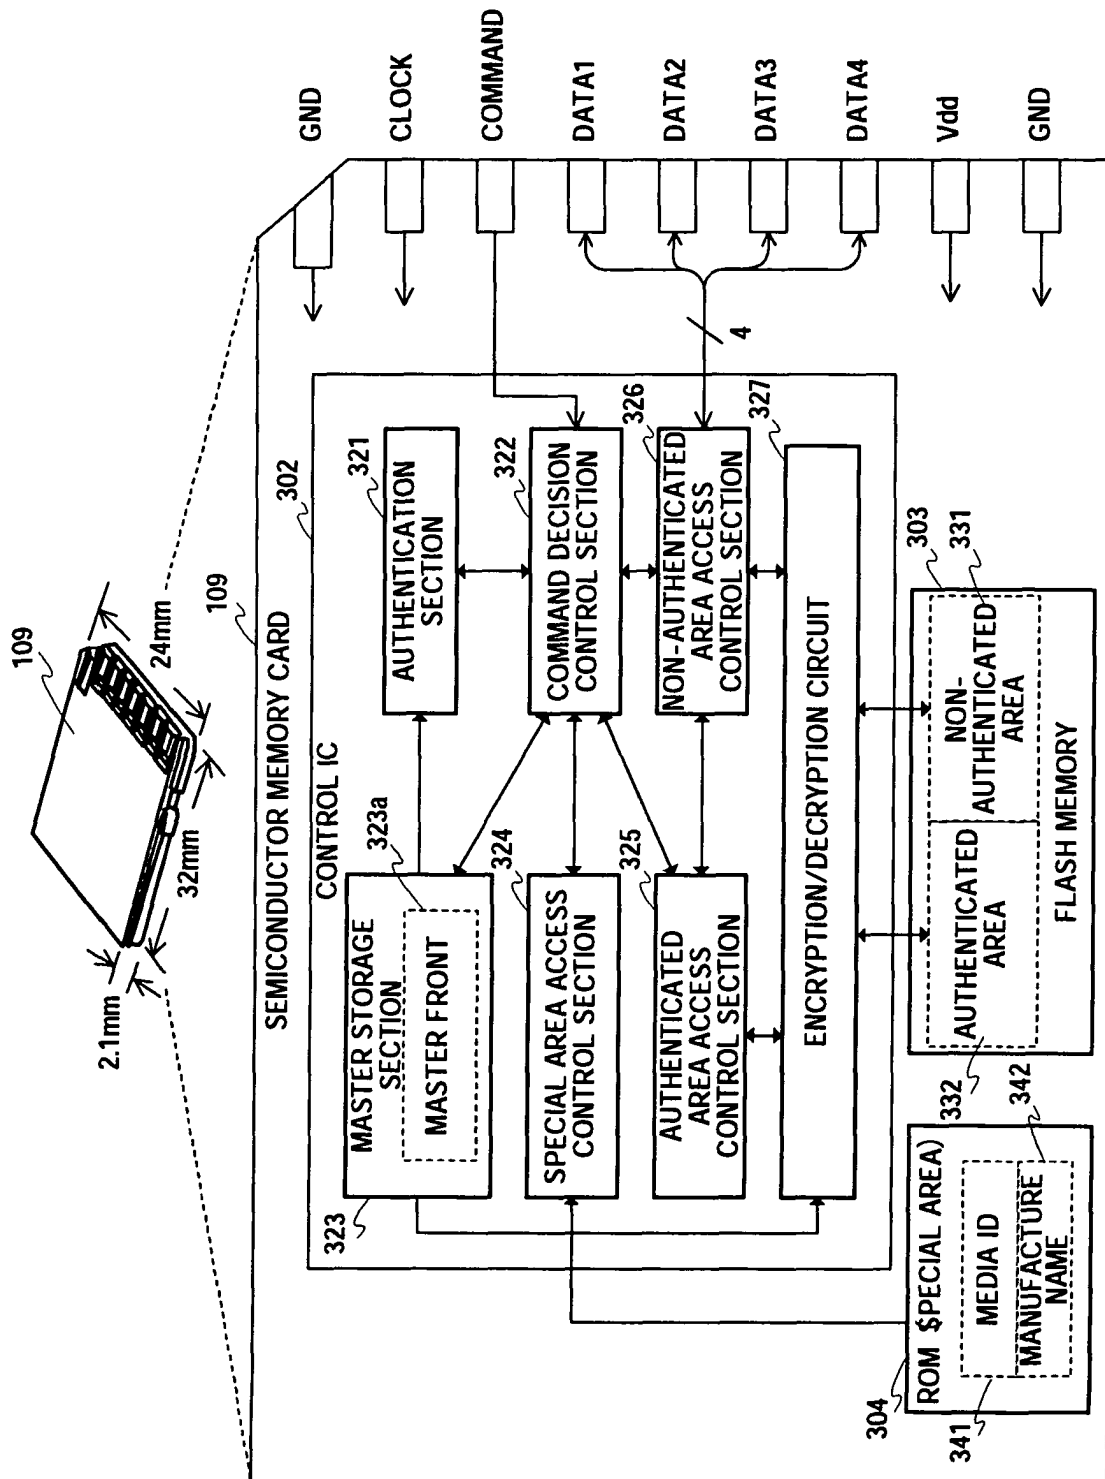 109
24mm
32mm
2.1mm
109
SEMICONDUCTOR MEMORY CARD
302
CONTROL IC
323
MASTER STORAGE
SECTION
323a
MASTER FRONT
321
AUTHENTICATION
SECTION
324
SPECIAL AREA ACCESS
CONTROL SECTION
322
COMMAND DECISION
CONTROL SECTION
325
AUTHENTICATED
AREA ACCESS
CONTROL SECTION
326
NON-AUTHENTICATED
AREA ACCESS
CONTROL SECTION
327
ENCRYPTION/DECRYPTION CIRCUIT
4
GND
CLOCK
COMMAND
DATA1
DATA2
DATA3
DATA4
Vdd
GND
304
ROM $PECIAL AREA)
341
MEDIA ID
342
MANUFACTURE
NAME
303
332
AUTHENTICATED
AREA
331
NON-
AUTHENTICATED
AREA
FLASH MEMORY